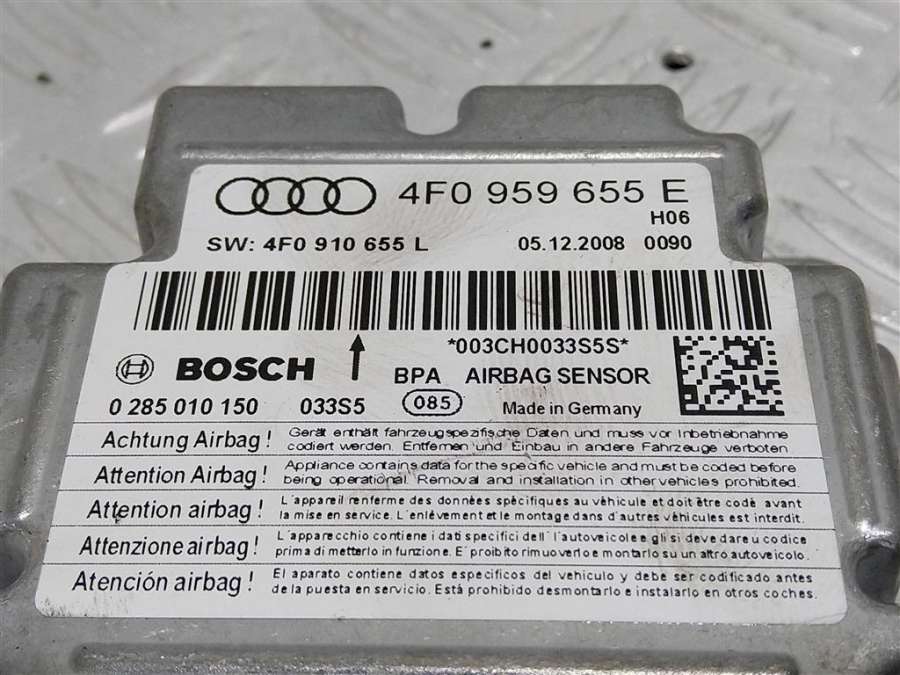 4F0 959 655 E
H06
SW: 4F0 910 655 L 05.12.2008 0090
*003CH0033S5S*
BOSCH BPA AIRBAG SENSOR
0 285 010 150 033S5 085 Made in Germany
Achtung Airbag! Gerät enthält fahrzeugspezifische Daten und muss vor Inbetriebnahme
codiert werden. Entfernen und Einbau in andere Fahrzeuge verboten
Attention Airbag! Appliance contains data for the specific vehicle and must be coded before
being operational. Removal and installation in other vehicles prohibited.
Attention airbag! L'appareil renferme des données spécifiques au véhicule et doit être codé avant
la mise en service. L'enlèvement et le montage dans d'autres véhicules est interdit.
Attenzione airbag! L'apparecchio contiene i dati specifici dell'l'autoveicolo e gli si deve dare u codice
prima di metterlo in funzione. E' proibito rimuoverlo e montarlo su un altro autoveicolo.
Atención airbag! El aparato contiene datos especificos del vehiculo y debe ser codificado antes
de la puesta en servicio. Está prohibido desmontarlo e instalarlo en otros coches.